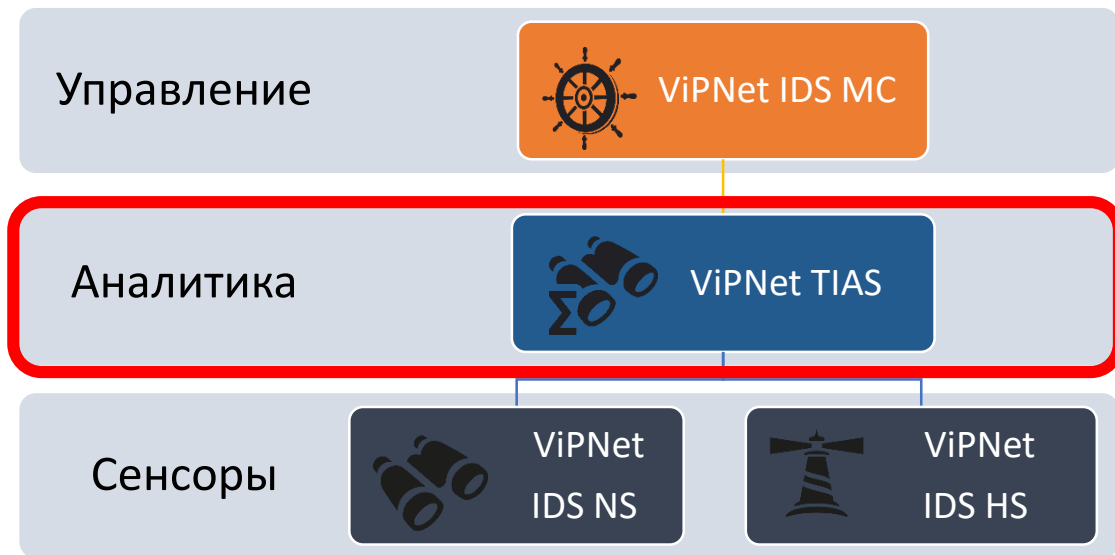 Управление
ViPNet IDS MC
Аналитика
Σ
ViPNet TIAS
Сенсоры
ViPNet
IDS NS
ViPNet
IDS HS